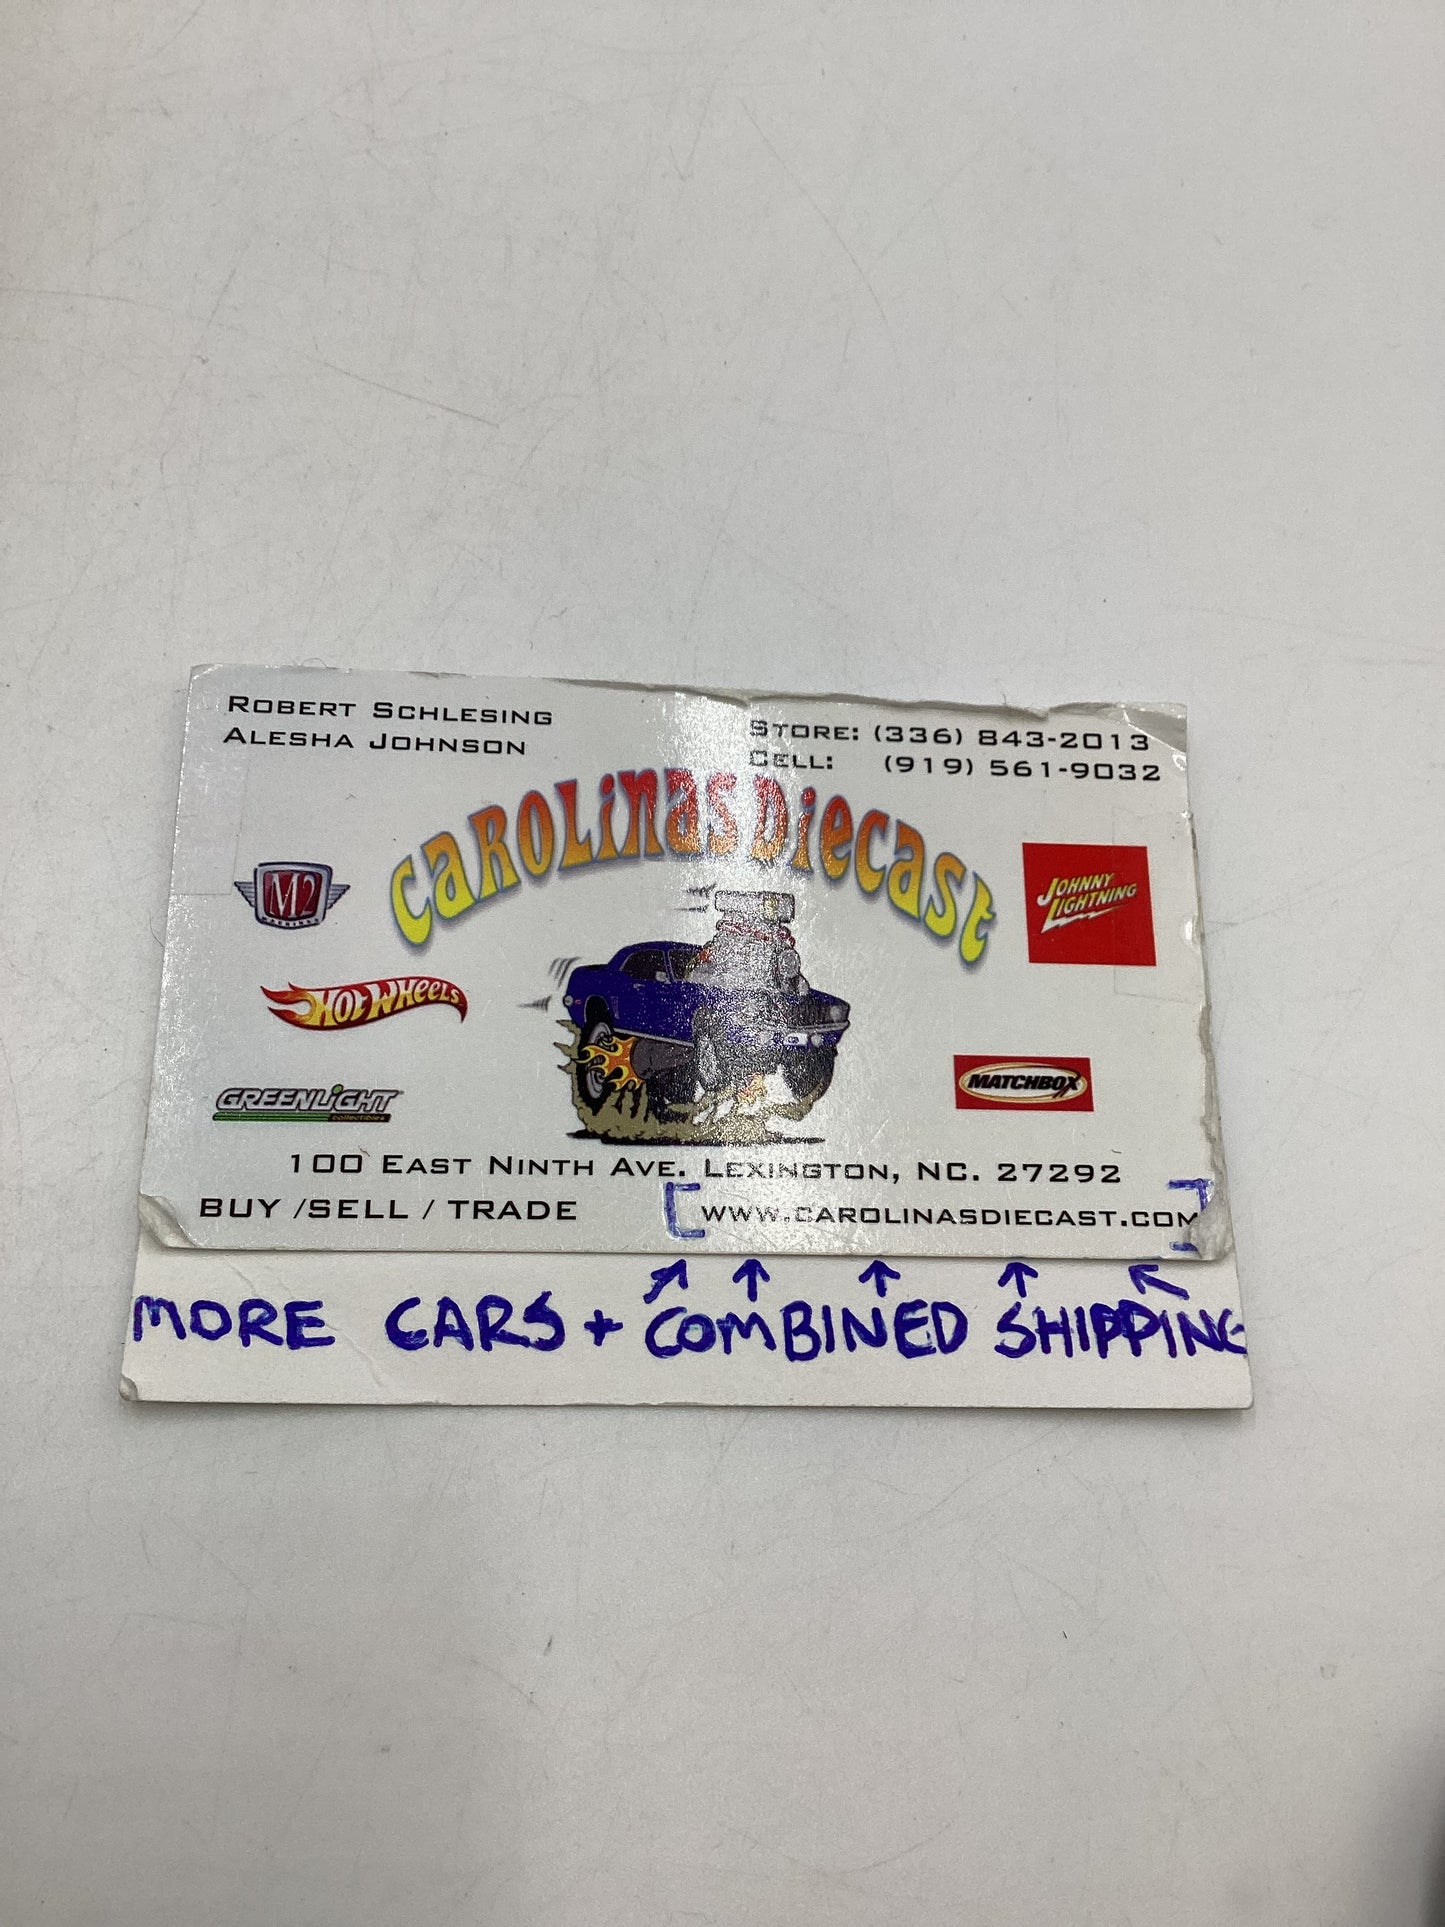 ROBERT SCHLESING
ALESHA JOHNSON
STORE: (336) 843-2013
CELL: (919) 561-9032
CAROLINAS DIECAST
M2
MACHINES
JOHNNY
LIGHTNING
HOT WHEELS
MATCHBOX
GREENLIGHT
collectibles
100 EAST NINTH AVE. LEXINGTON, NC. 27292
BUY /SELL / TRADE
WWW.CAROLINASDIECAST.COM
MORE CARS + COMBINED SHIPPING